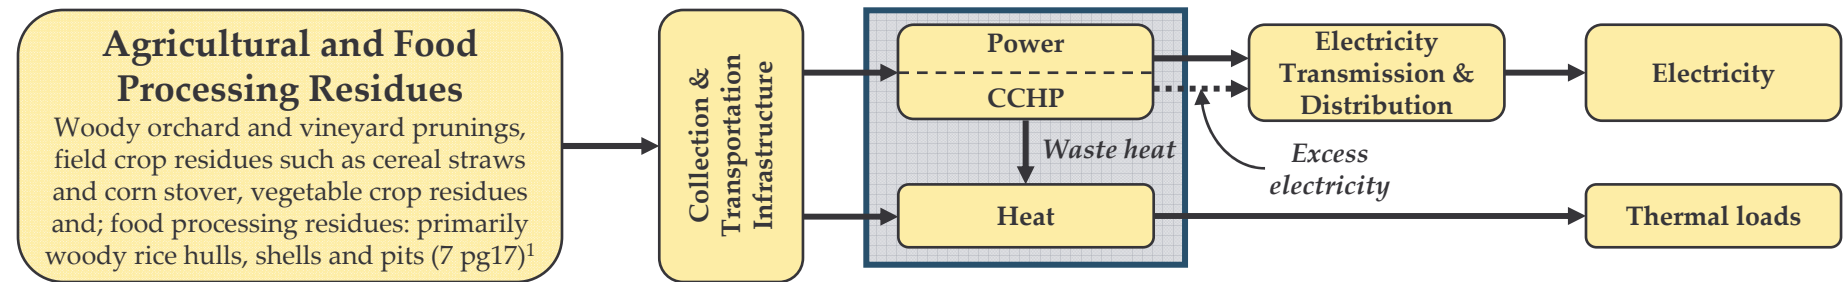 Agricultural and Food
Processing Residues
Woody orchard and vineyard prunings,
field crop residues such as cereal straws
and corn stover, vegetable crop residues
and; food processing residues: primarily
woody rice hulls, shells and pits (7 pg17)¹
Collection &
Transportation
Infrastructure
Power
CCHP
Waste heat
Heat
Excess
electricity
Electricity
Transmission &
Distribution
Electricity
Thermal loads